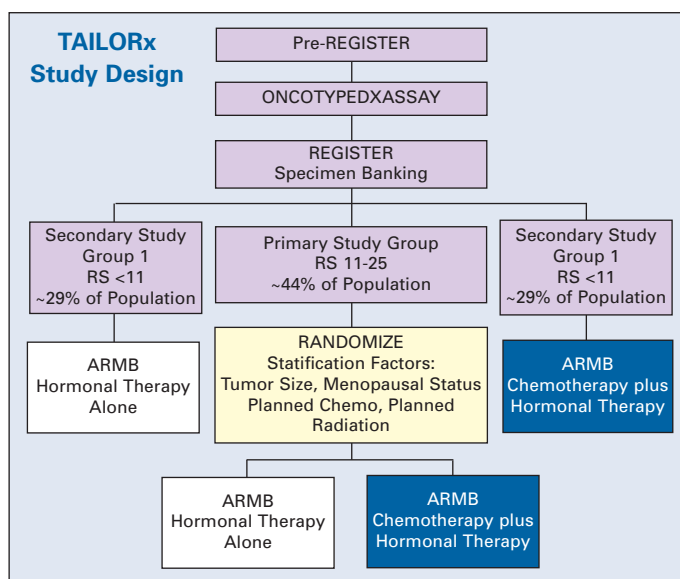 TAILORx
Study Design
Pre-REGISTER
ONCOTYPEDXASSAY
REGISTER
Specimen Banking
Secondary Study
Group 1
RS <11
~29% of Population
Primary Study Group
RS 11-25
~44% of Population
Secondary Study
Group 1
RS <11
~29% of Population
ARMB
Hormonal Therapy
Alone
RANDOMIZE
Statification Factors:
Tumor Size, Menopausal Status
Planned Chemo, Planned
Radiation
ARMB
Chemotherapy plus
Hormonal Therapy
ARMB
Hormonal Therapy
Alone
ARMB
Chemotherapy plus
Hormonal Therapy